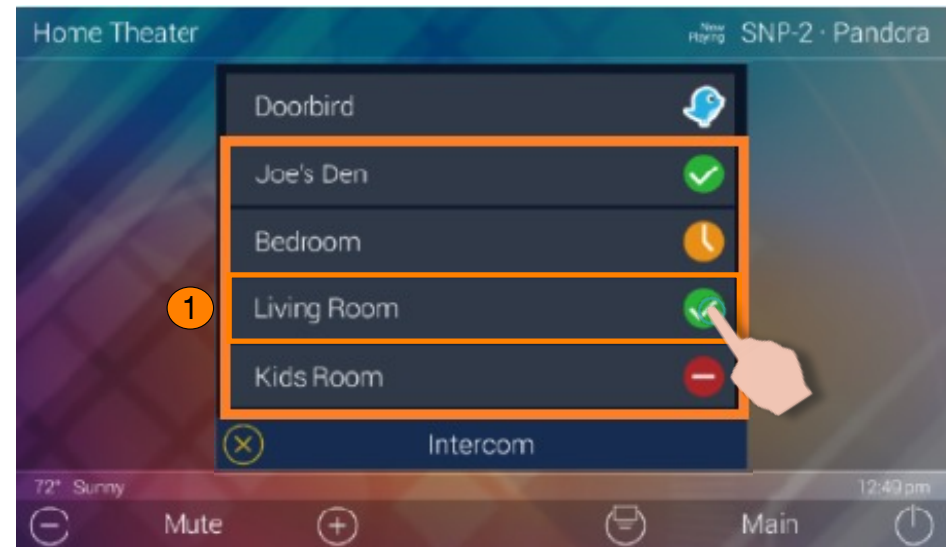 Home Theater
Now Playing SNP-2 · Pandora
Doorbird
Joe's Den
Bedroom
1
Living Room
Kids Room
Intercom
72° Sunny
12:49 pm
Mute
Main